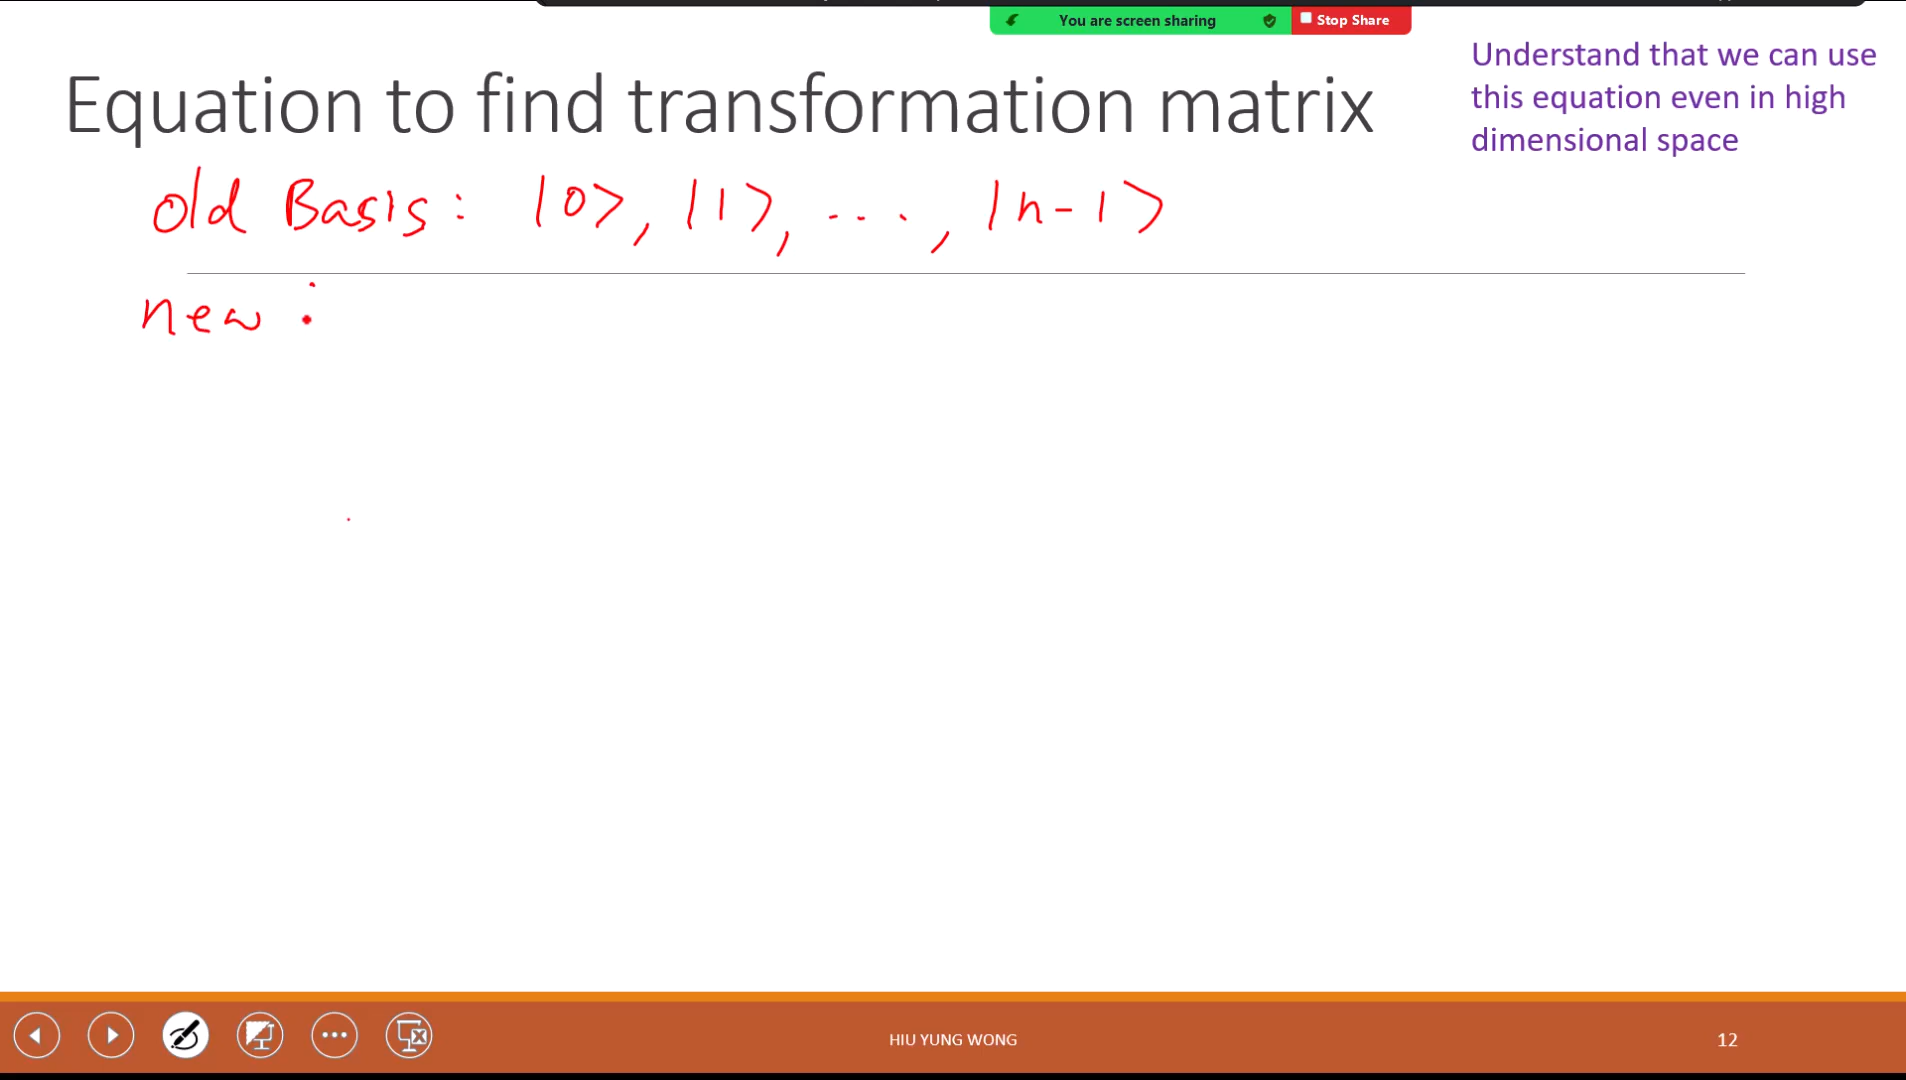 You are screen sharing
Stop Share
Equation to find transformation matrix
Understand that we can use
this equation even in high
dimensional space
old Basis: |0>, |1>, ..., |n-1>
new :
HIU YUNG WONG
12